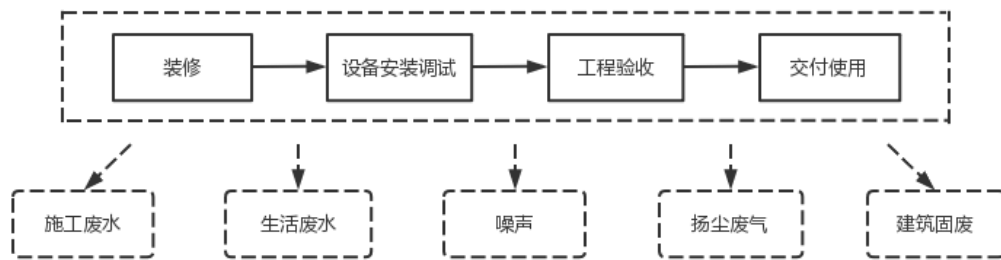 装修
设备安装调试
工程验收
交付使用
施工废水
生活废水
噪声
扬尘废气
建筑固废